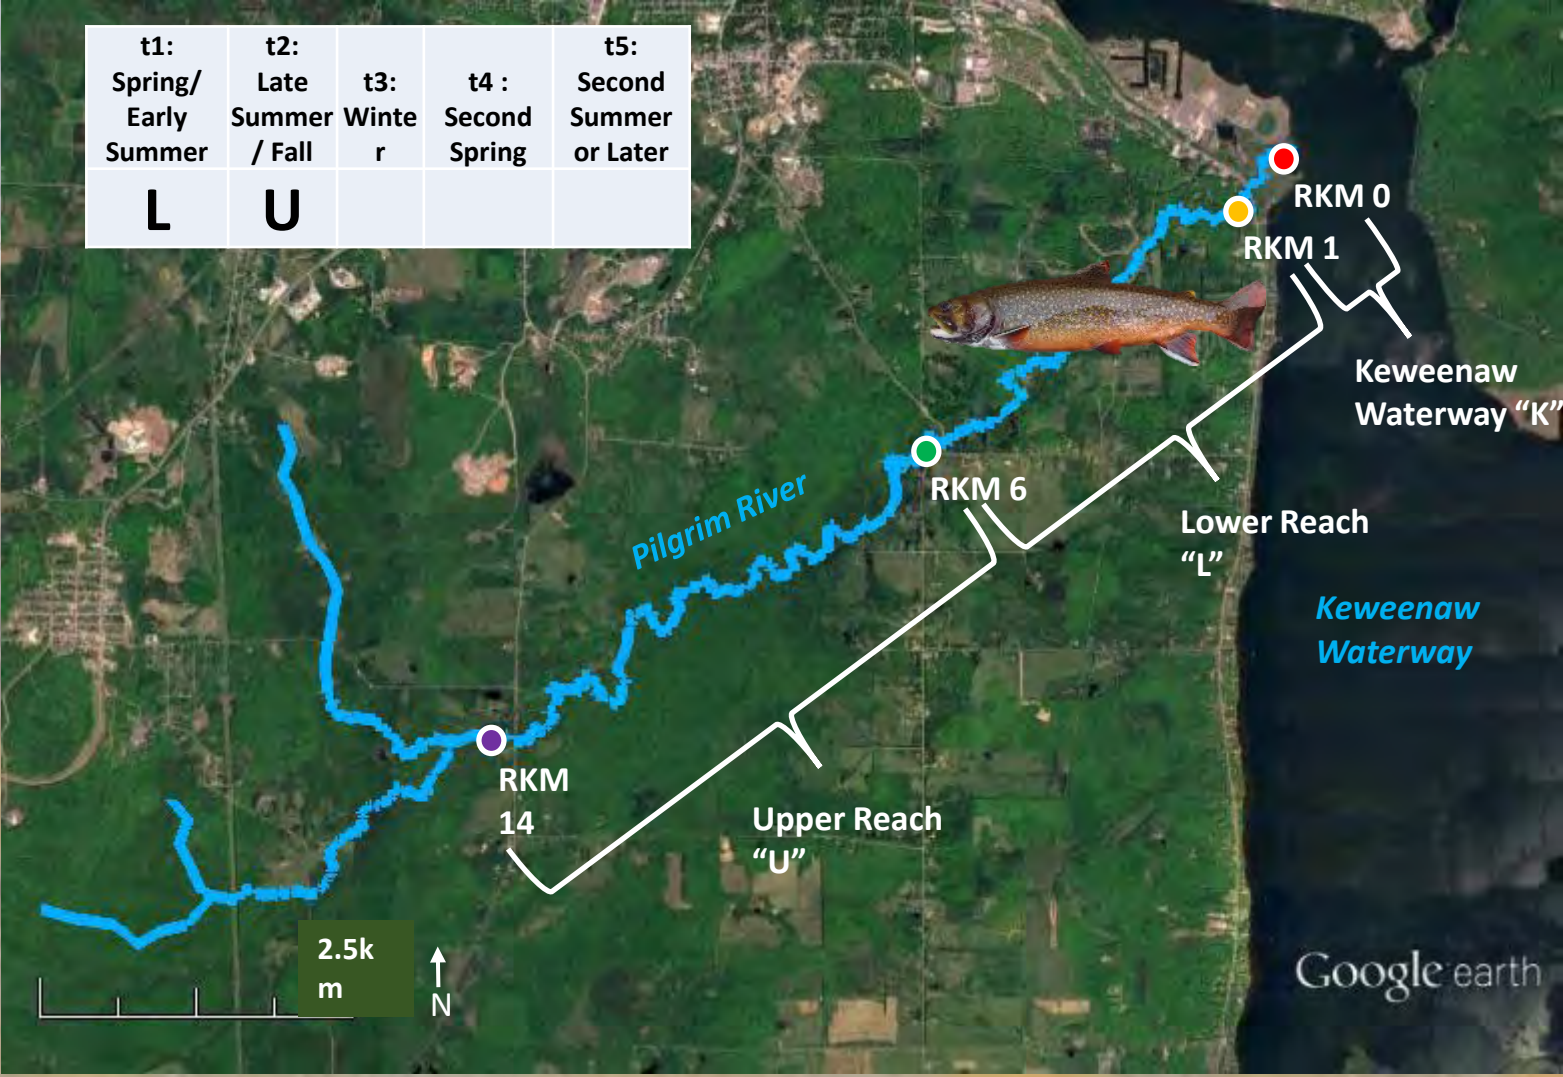 t1:
Spring/
Early
Summer
t2:
Late
Summer
/ Fall
t3:
Winte
r
t4 :
Second
Spring
t5:
Second
Summer
or Later
L
U
RKM 0
RKM 1
Keweenaw
Waterway “K”
RKM 6
Pilgrim River
Lower Reach
“L”
Keweenaw
Waterway
RKM
14
Upper Reach
“U”
2.5k
m
N
Google earth